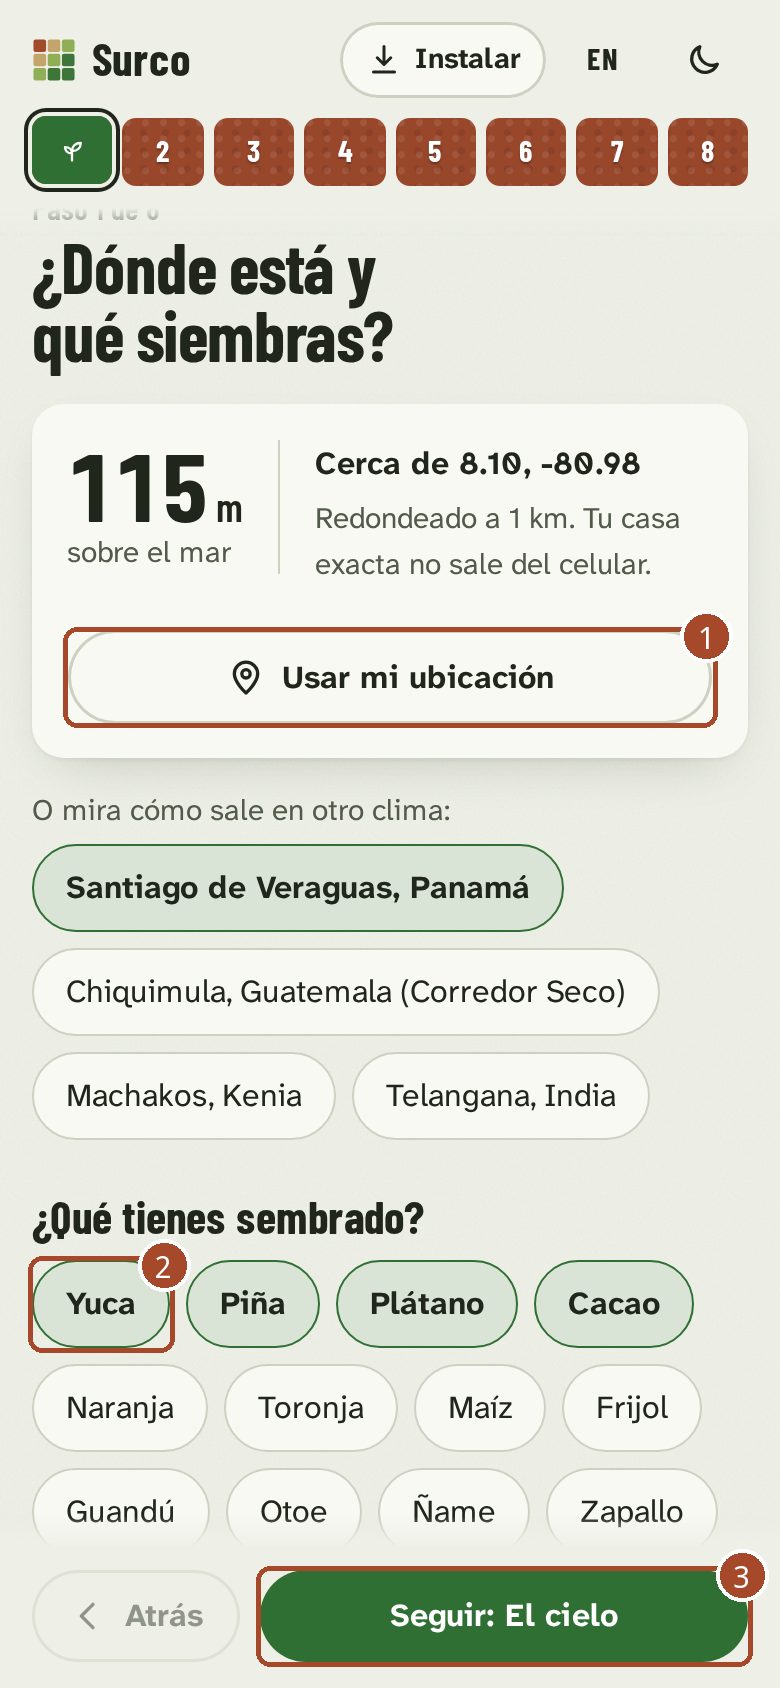 Surco
Instalar
EN
2 3 4 5 6 7 8
Paso 1 de 8
¿Dónde está y
qué siembras?
115 m
sobre el mar
Cerca de 8.10, -80.98
Redondeado a 1 km. Tu casa
exacta no sale del celular.
1
Usar mi ubicación
O mira cómo sale en otro clima:
Santiago de Veraguas, Panamá
Chiquimula, Guatemala (Corredor Seco)
Machakos, Kenia
Telangana, India
¿Qué tienes sembrado?
2
Yuca Piña Plátano Cacao
Naranja Toronja Maíz Frijol
Guandú Otoe Ñame Zapallo
3
Atrás
Seguir: El cielo